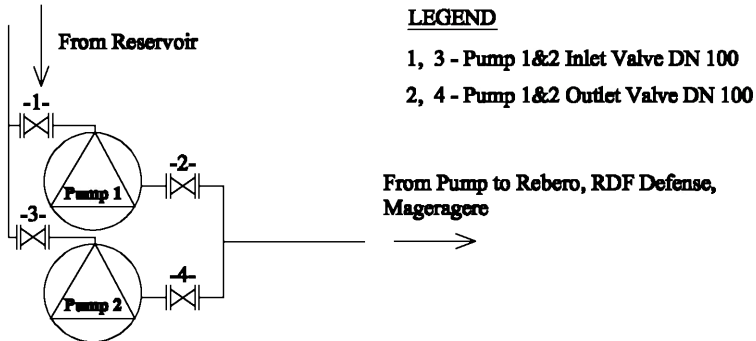 LEGEND
From Reservoir
1, 3 - Pump 1&2 Inlet Valve DN 100
2, 4 - Pump 1&2 Outlet Valve DN 100
-1-
-2-
Pump 1
From Pump to Rebero, RDF Defense,
Mageragere
-3-
-4-
Pump 2